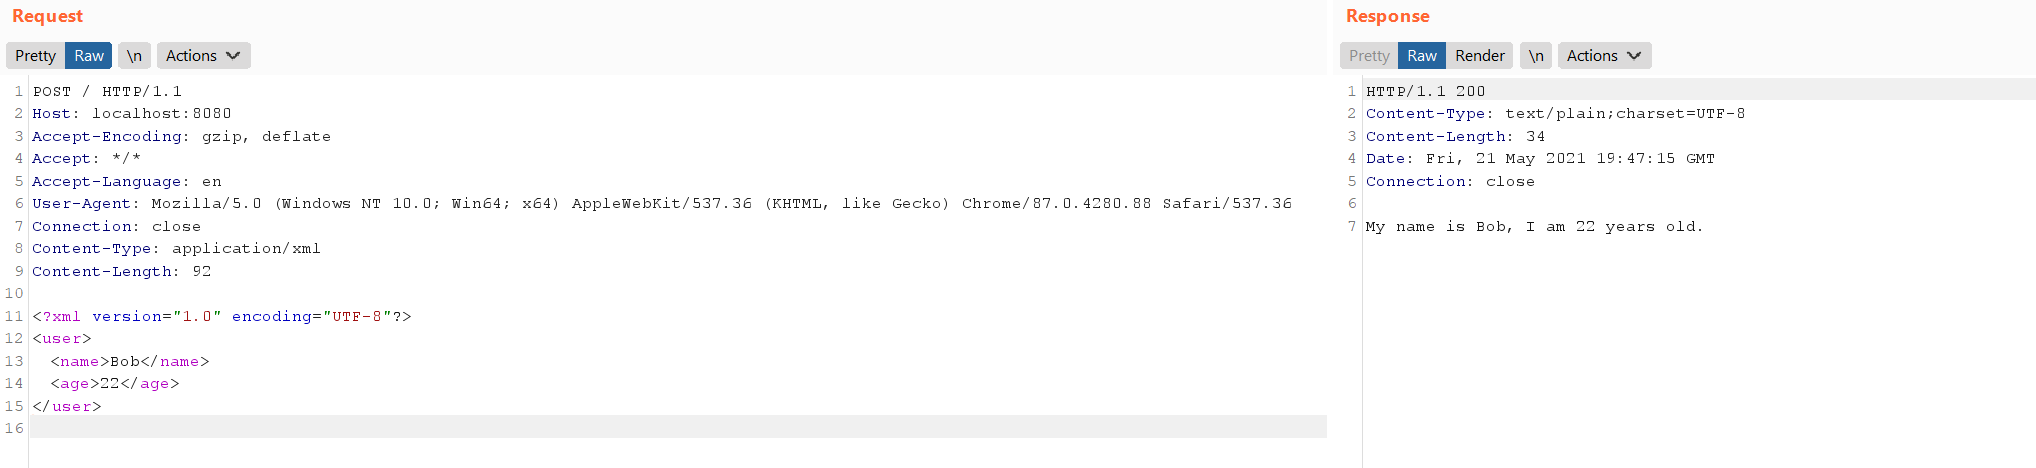 Request
Pretty Raw \n Actions
1 POST / HTTP/1.1
2 Host: localhost:8080
3 Accept-Encoding: gzip, deflate
4 Accept: */*
5 Accept-Language: en
6 User-Agent: Mozilla/5.0 (Windows NT 10.0; Win64; x64) AppleWebKit/537.36 (KHTML, like Gecko) Chrome/87.0.4280.88 Safari/537.36
7 Connection: close
8 Content-Type: application/xml
9 Content-Length: 92
10
11 <?xml version="1.0" encoding="UTF-8"?>
12 <user>
13   <name>Bob</name>
14   <age>22</age>
15 </user>
16
Response
Pretty Raw Render \n Actions
1 HTTP/1.1 200
2 Content-Type: text/plain;charset=UTF-8
3 Content-Length: 34
4 Date: Fri, 21 May 2021 19:47:15 GMT
5 Connection: close
6
7 My name is Bob, I am 22 years old.